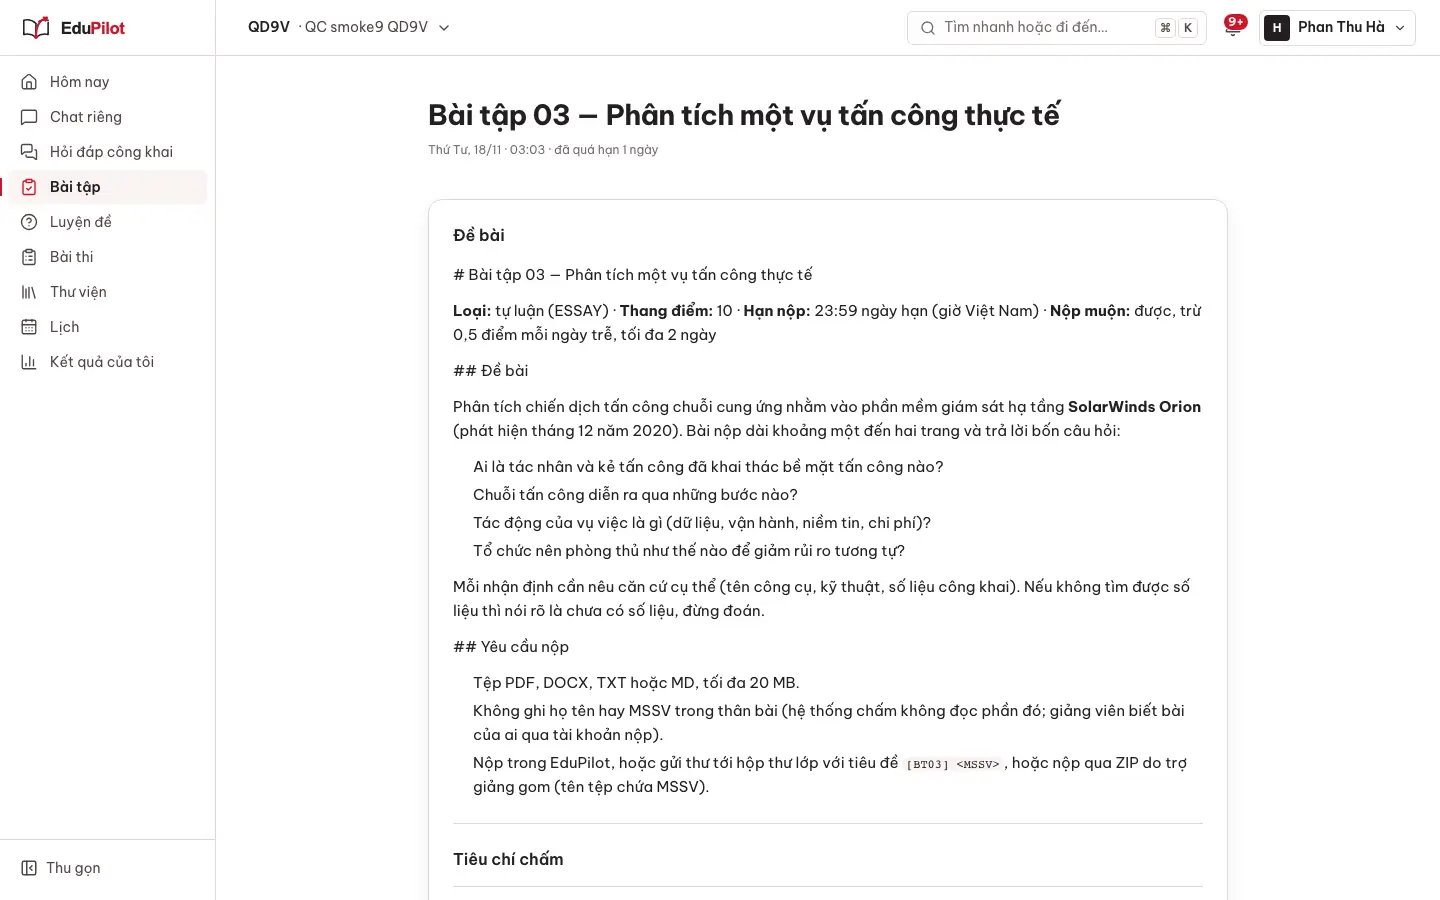 EduPilot
QD9V · QC smoke9 QD9V
Tìm nhanh hoặc đi đến...
⌘ K
9+
H
Phan Thu Hà
Hôm nay
Chat riêng
Hỏi đáp công khai
Bài tập
Luyện đề
Bài thi
Thư viện
Lịch
Kết quả của tôi
Thu gọn
Bài tập 03 — Phân tích một vụ tấn công thực tế
Thứ Tư, 18/11 · 03:03 · đã quá hạn 1 ngày
Đề bài
# Bài tập 03 — Phân tích một vụ tấn công thực tế
Loại: tự luận (ESSAY) · Thang điểm: 10 · Hạn nộp: 23:59 ngày hạn (giờ Việt Nam) · Nộp muộn: được, trừ
0,5 điểm mỗi ngày trễ, tối đa 2 ngày
## Đề bài
Phân tích chiến dịch tấn công chuỗi cung ứng nhằm vào phần mềm giám sát hạ tầng SolarWinds Orion
(phát hiện tháng 12 năm 2020). Bài nộp dài khoảng một đến hai trang và trả lời bốn câu hỏi:
Ai là tác nhân và kẻ tấn công đã khai thác bề mặt tấn công nào?
Chuỗi tấn công diễn ra qua những bước nào?
Tác động của vụ việc là gì (dữ liệu, vận hành, niềm tin, chi phí)?
Tổ chức nên phòng thủ như thế nào để giảm rủi ro tương tự?
Mỗi nhận định cần nêu căn cứ cụ thể (tên công cụ, kỹ thuật, số liệu công khai). Nếu không tìm được số
liệu thì nói rõ là chưa có số liệu, đừng đoán.
## Yêu cầu nộp
Tệp PDF, DOCX, TXT hoặc MD, tối đa 20 MB.
Không ghi họ tên hay MSSV trong thân bài (hệ thống chấm không đọc phần đó; giảng viên biết bài
của ai qua tài khoản nộp).
Nộp trong EduPilot, hoặc gửi thư tới hộp thư lớp với tiêu đề [BT03] <MSSV>, hoặc nộp qua ZIP do trợ
giảng gom (tên tệp chứa MSSV).
Tiêu chí chấm